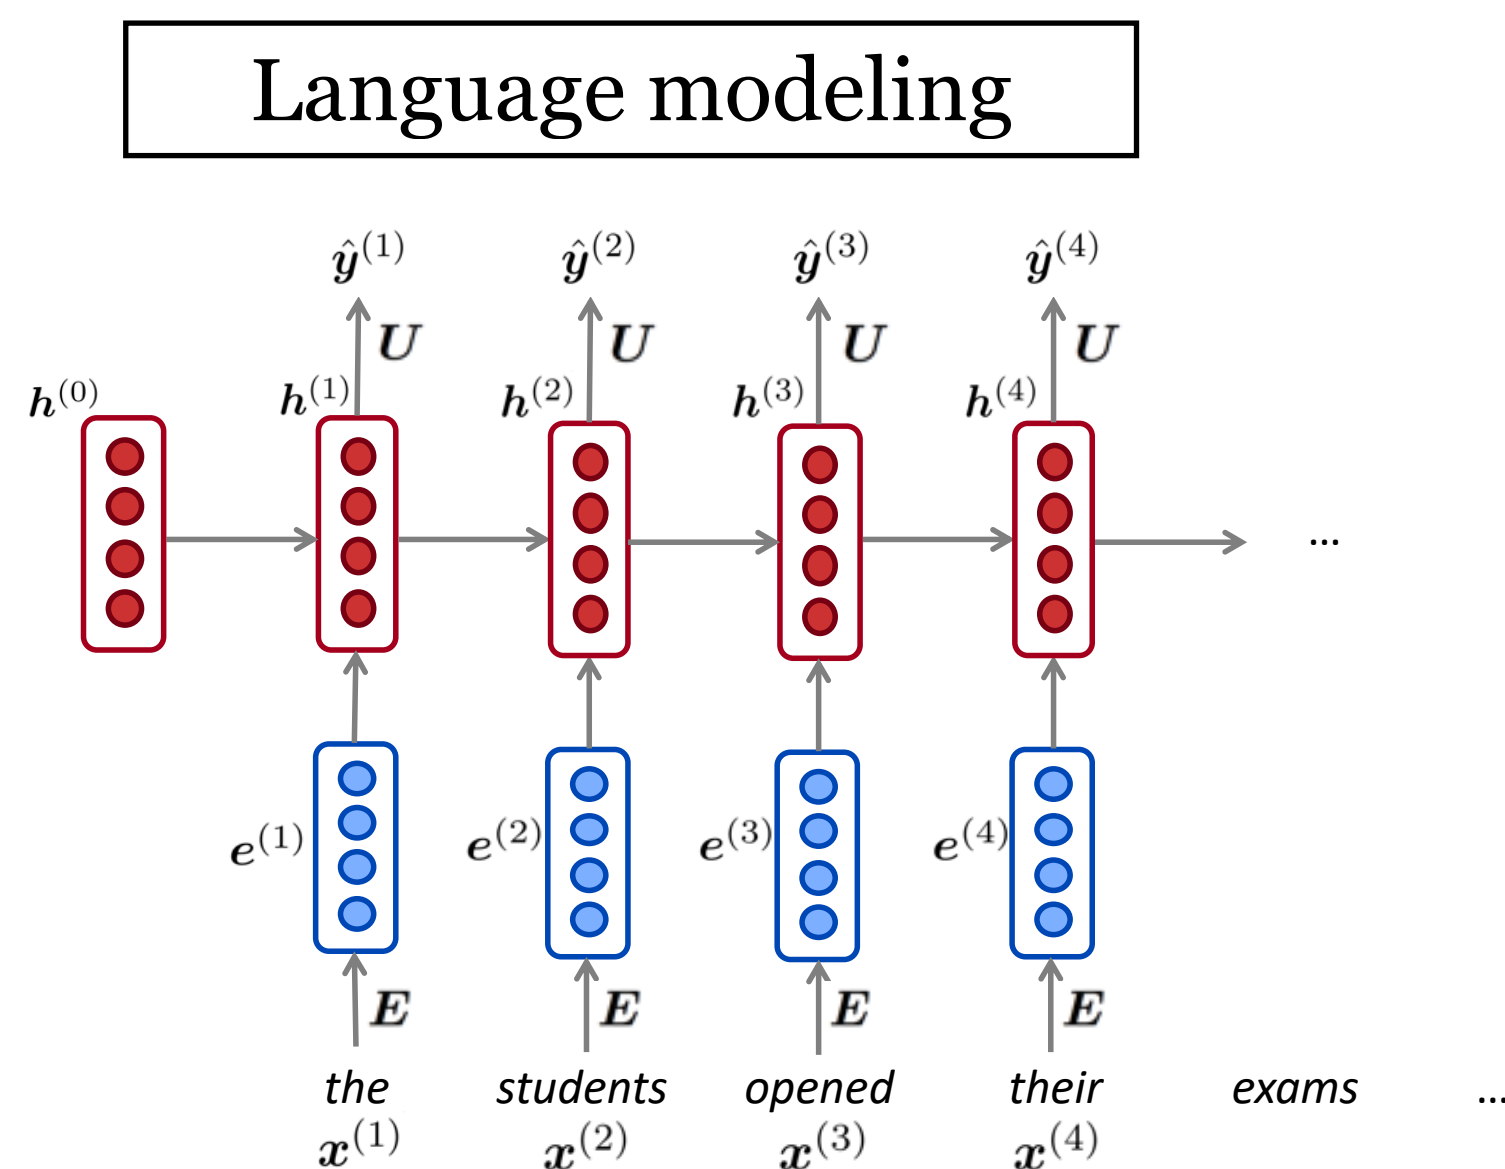 Language modeling
ŷ⁽¹⁾ ŷ⁽²⁾ ŷ⁽³⁾ ŷ⁽⁴⁾
U U U U
h⁽⁰⁾ h⁽¹⁾ h⁽²⁾ h⁽³⁾ h⁽⁴⁾
...
e⁽¹⁾ e⁽²⁾ e⁽³⁾ e⁽⁴⁾
E E E E
the students opened their exams ...
x⁽¹⁾ x⁽²⁾ x⁽³⁾ x⁽⁴⁾